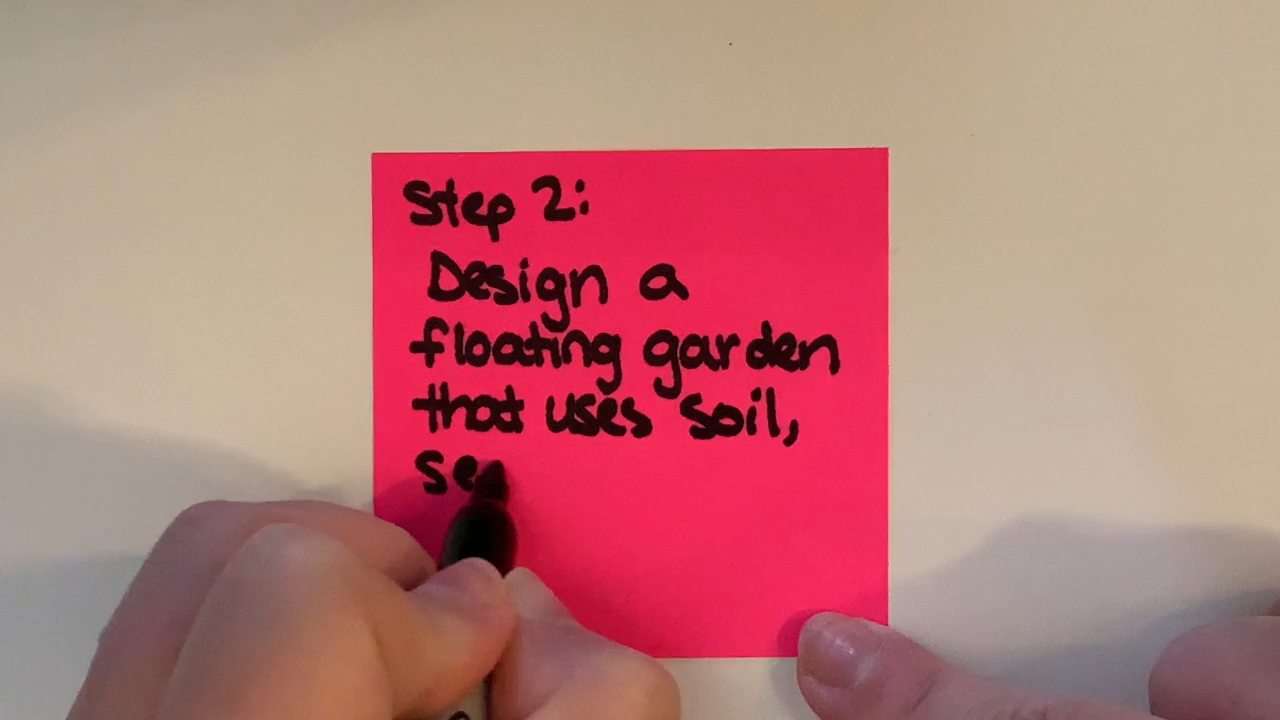 Step 2:
Design a
floating garden
that uses soil,